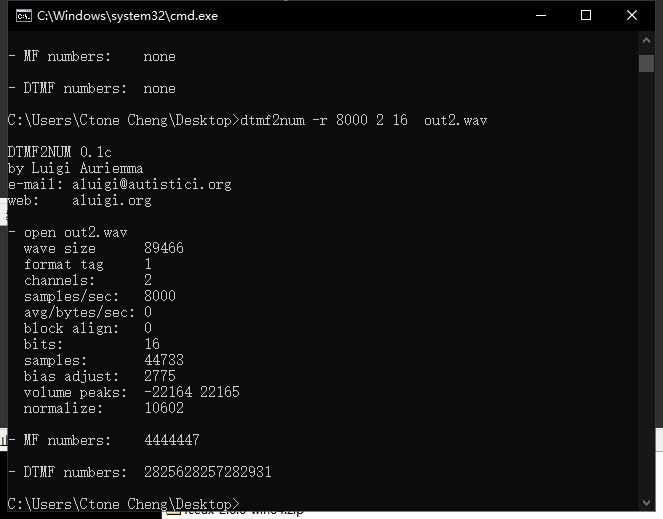 C:\Windows\system32\cmd.exe
- MF numbers:    none
- DTMF numbers:  none
C:\Users\Ctone Cheng\Desktop>dtmf2num -r 8000 2 16  out2.wav
DTMF2NUM 0.1c
by Luigi Auriemma
e-mail: aluigi@autistici.org
web:    aluigi.org
- open out2.wav
  wave size      89466
  format tag     1
  channels:      2
  samples/sec:   8000
  avg/bytes/sec: 0
  block align:   0
  bits:          16
  samples:       44733
  bias adjust:   2775
  volume peaks:  -22164 22165
  normalize:     10602
- MF numbers:    4444447
- DTMF numbers:  2825628257282931
C:\Users\Ctone Cheng\Desktop>